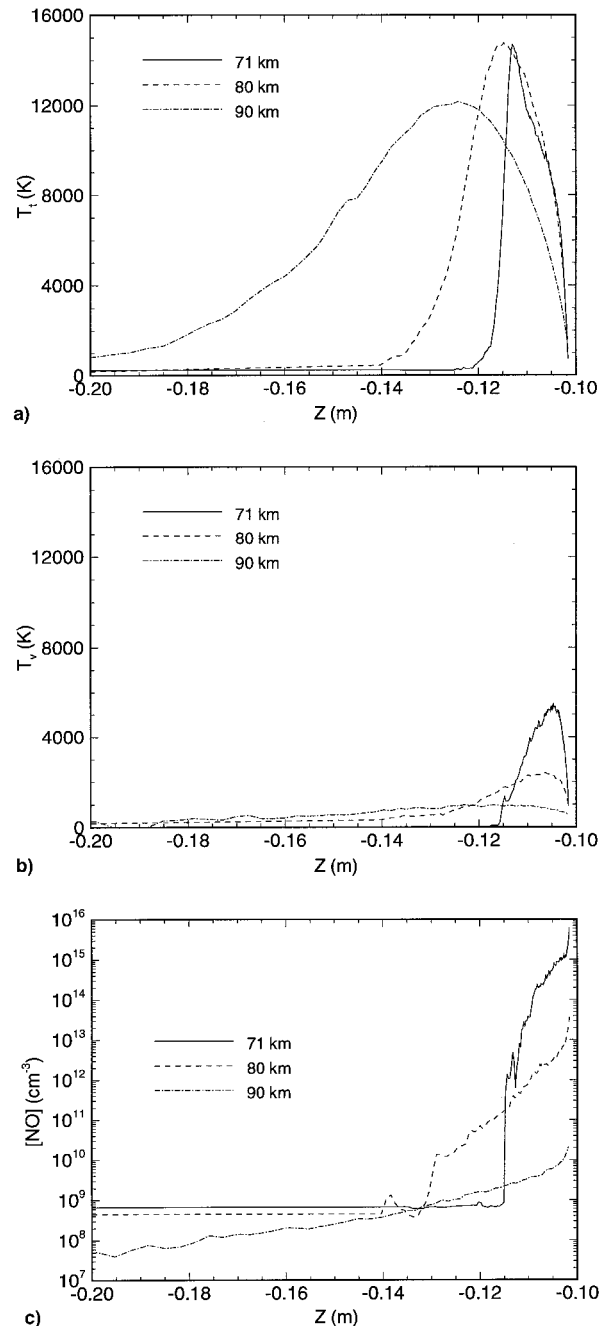 16000
12000
8000
4000
0
T_t (K)
71 km
80 km
90 km
-0.20 -0.18 -0.16 -0.14 -0.12 -0.10
Z (m)
a)
16000
12000
8000
4000
0
T_v (K)
71 km
80 km
90 km
-0.20 -0.18 -0.16 -0.14 -0.12 -0.10
Z (m)
b)
10^16
10^15
10^14
10^13
10^12
10^11
10^10
10^9
10^8
10^7
[NO] (cm^-3)
71 km
80 km
90 km
-0.20 -0.18 -0.16 -0.14 -0.12 -0.10
Z (m)
c)